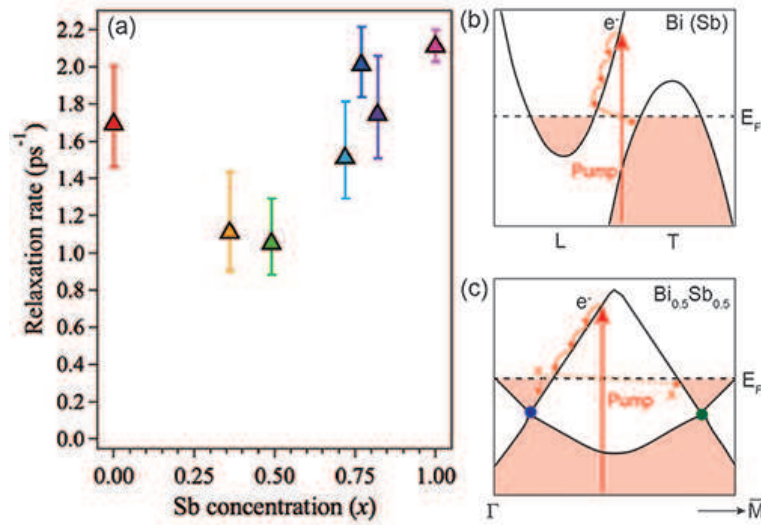 (a)
Relaxation rate (ps⁻¹)
2.2
2.0
1.8
1.6
1.4
1.2
1.0
0.8
0.6
0.4
0.2
0.0
0.00
0.25
0.50
0.75
1.00
Sb concentration (x)
(b)
e⁻
Bi (Sb)
E_F
Pump
L
T
(c)
e⁻
Bi₀.₅Sb₀.₅
E_F
Pump
x
x
Γ
M̅